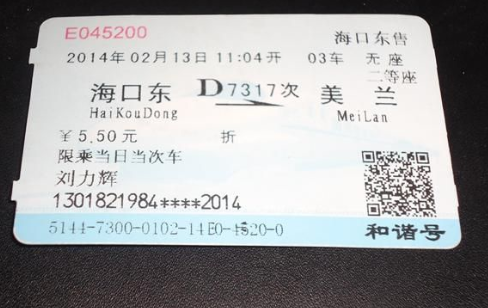 E045200
海口东售
2014年02月13日11:04开 03车 无座
二等座
海口东 D7317次 美兰
HaiKouDong MeiLan
¥5.50元 折
限乘当日当次车
刘力辉
1301821984****2014
5144-7300-0102-14E0-4520-0 和谐号